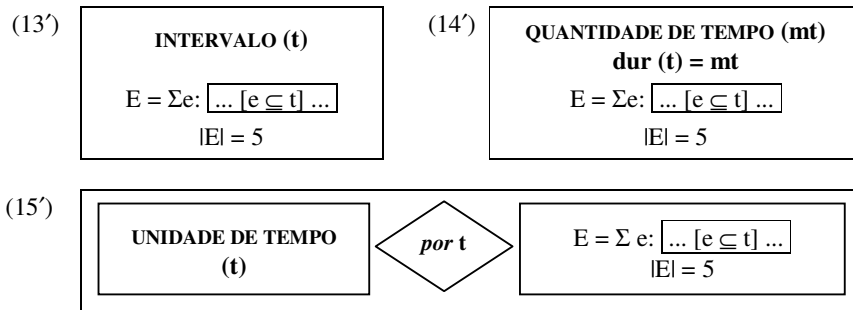 (13′)
INTERVALO (t)
E = Σe: ... [e ⊆ t] ...
|E| = 5
(14′)
QUANTIDADE DE TEMPO (mt)
dur (t) = mt
E = Σe: ... [e ⊆ t] ...
|E| = 5
(15′)
UNIDADE DE TEMPO
(t)
por t
E = Σ e: ... [e ⊆ t] ...
|E| = 5